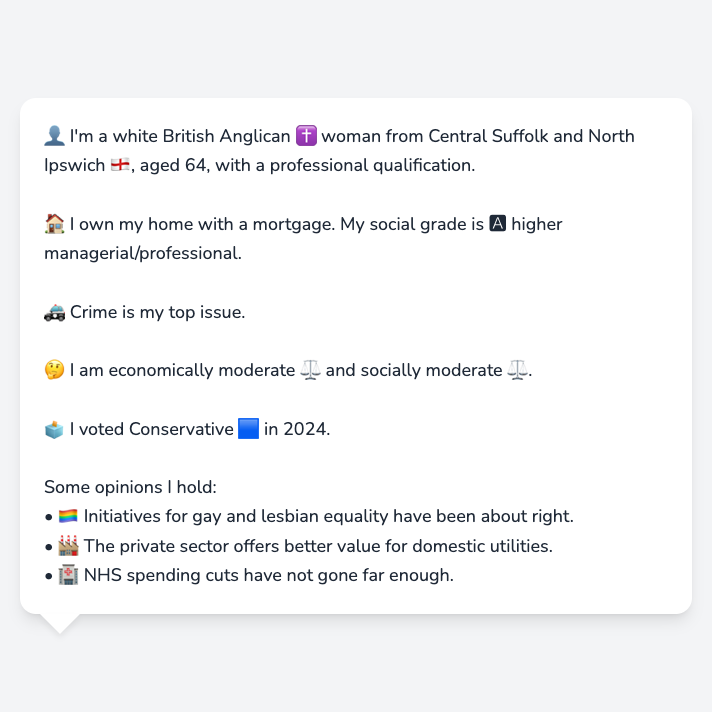 👤 I'm a white British Anglican ✝️ woman from Central Suffolk and North
Ipswich 🏴󠁧󠁢󠁥󠁮󠁧󠁿, aged 64, with a professional qualification.
🏠 I own my home with a mortgage. My social grade is 🅰 higher
managerial/professional.
🚓 Crime is my top issue.
🤔 I am economically moderate ⚖️ and socially moderate ⚖️.
🗳️ I voted Conservative 🟦 in 2024.
Some opinions I hold:
• 🏳️‍🌈 Initiatives for gay and lesbian equality have been about right.
• 🏭 The private sector offers better value for domestic utilities.
• 🏥 NHS spending cuts have not gone far enough.